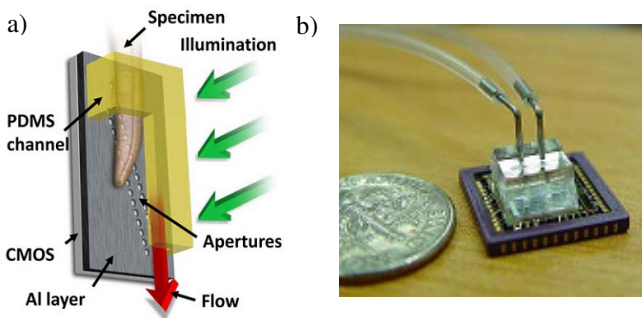 a)
Specimen
Illumination
PDMS
channel
Apertures
CMOS
Al layer
Flow
b)